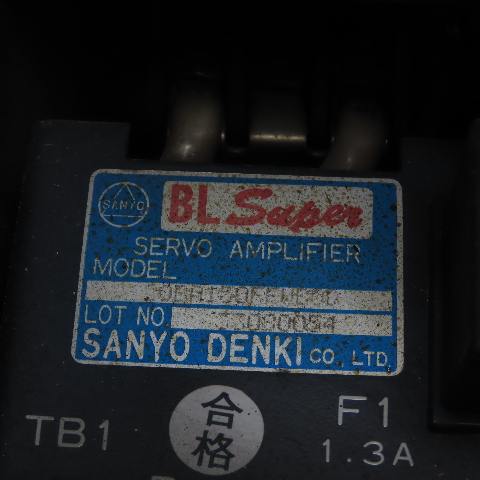 SANYO
BL Super
SERVO AMPLIFIER
MODEL
LOT NO.
SANYO DENKI CO., LTD.
合格
TB1
F1
1.3A